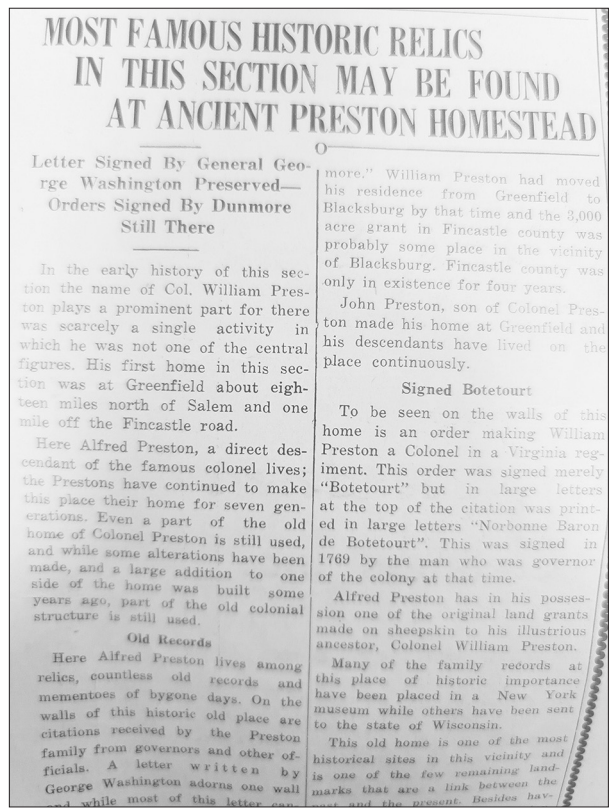 MOST FAMOUS HISTORIC RELICS
IN THIS SECTION MAY BE FOUND
AT ANCIENT PRESTON HOMESTEAD
Letter Signed By General Geo-
rge Washington Preserved—
Orders Signed By Dunmore
Still There
In the early history of this sec-
tion the name of Col. William Pres-
ton plays a prominent part for there
was scarcely a single activity in
which he was not one of the central
figures. His first home in this sec-
tion was at Greenfield about eigh-
teen miles north of Salem and one
mile off the Fincastle road.
Here Alfred Preston, a direct des-
cendant of the famous colonel lives;
the Prestons have continued to make
this place their home for seven gen-
erations. Even a part of the old
home of Colonel Preston is still used,
and while some alterations have been
made, and a large addition to one
side of the home was built some
years ago, part of the old colonial
structure is still used.
Old Records
Here Alfred Preston lives among
relics, countless old records and
mementoes of bygone days. On the
walls of this historic old place are
citations received by the Preston
family from governors and other of-
ficials. A letter written by
George Washington adorns one wall
and while most of this letter can-
more." William Preston had moved
his residence from Greenfield to
Blacksburg by that time and the 3,000
acre grant in Fincastle county was
probably some place in the vicinity
of Blacksburg. Fincastle county was
only in existence for four years.
John Preston, son of Colonel Pres-
ton made his home at Greenfield and
his descendants have lived on the
place continuously.
Signed Botetourt
To be seen on the walls of this
home is an order making William
Preston a Colonel in a Virginia reg-
iment. This order was signed merely
"Botetourt" but in large letters
at the top of the citation was print-
ed in large letters "Norbonne Baron
de Botetourt". This was signed in
1769 by the man who was governor
of the colony at that time.
Alfred Preston has in his posses-
sion one of the original land grants
made on sheepskin to his illustrious
ancestor, Colonel William Preston.
Many of the family records at
this place of historic importance
have been placed in a New York
museum while others have been sent
to the state of Wisconsin.
This old home is one of the most
historical sites in this vicinity and
is one of the few remaining land-
marks that are a link between the
past and the present. Besides hav-